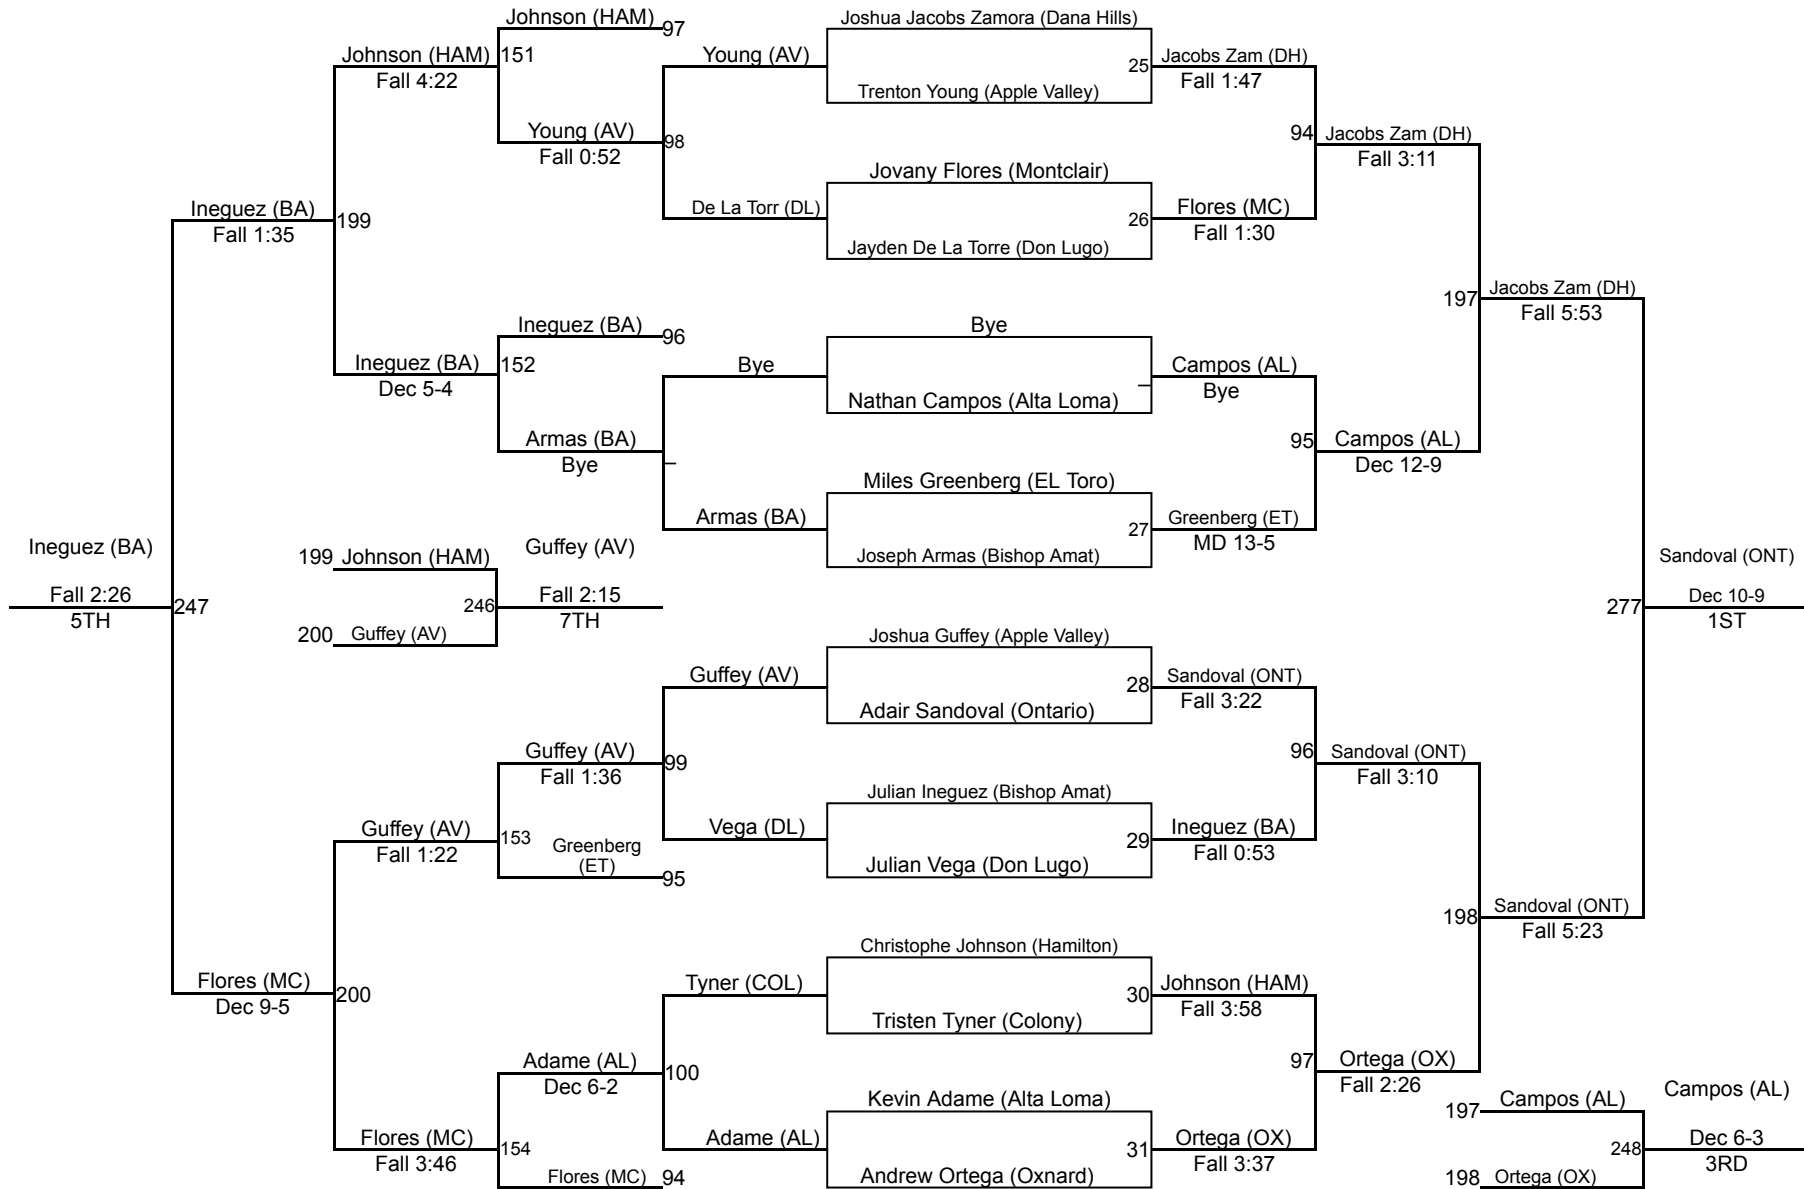 Johnson (HAM)
97
Joshua Jacobs Zamora (Dana Hills)
Johnson (HAM)
151
Young (AV)
25
Jacobs Zam (DH)
Fall 4:22
Fall 1:47
Trenton Young (Apple Valley)
Young (AV)
98
94
Jacobs Zam (DH)
Fall 0:52
Fall 3:11
Jovany Flores (Montclair)
Ineguez (BA)
199
De La Torr (DL)
26
Flores (MC)
Fall 1:35
Fall 1:30
Jayden De La Torre (Don Lugo)
197
Jacobs Zam (DH)
Fall 5:53
Ineguez (BA)
96
Bye
Ineguez (BA)
152
Bye
Campos (AL)
Dec 5-4
–
Bye
Nathan Campos (Alta Loma)
Armas (BA)
95
Campos (AL)
Bye
–
Dec 12-9
Miles Greenberg (EL Toro)
Armas (BA)
27
Greenberg (ET)
MD 13-5
Joseph Armas (Bishop Amat)
Ineguez (BA)
199
Johnson (HAM)
Guffey (AV)
Sandoval (ONT)
Fall 2:26
247
246
Fall 2:15
277
Dec 10-9
5TH
7TH
1ST
200
Guffey (AV)
Joshua Guffey (Apple Valley)
Guffey (AV)
28
Sandoval (ONT)
Fall 3:22
Adair Sandoval (Ontario)
Guffey (AV)
99
96
Sandoval (ONT)
Fall 1:36
Fall 3:10
Julian Ineguez (Bishop Amat)
Guffey (AV)
153
Vega (DL)
29
Ineguez (BA)
Fall 1:22
Greenberg
(ET)
95
Fall 0:53
Julian Vega (Don Lugo)
198
Sandoval (ONT)
Fall 5:23
Christophe Johnson (Hamilton)
Flores (MC)
200
Tyner (COL)
30
Johnson (HAM)
Dec 9-5
Fall 3:58
Tristen Tyner (Colony)
Adame (AL)
100
97
Ortega (OX)
Dec 6-2
Fall 2:26
Kevin Adame (Alta Loma)
197
Campos (AL)
Campos (AL)
Flores (MC)
154
Adame (AL)
31
Ortega (OX)
248
Dec 6-3
Fall 3:46
Fall 3:37
3RD
Flores (MC)
94
Andrew Ortega (Oxnard)
198
Ortega (OX)